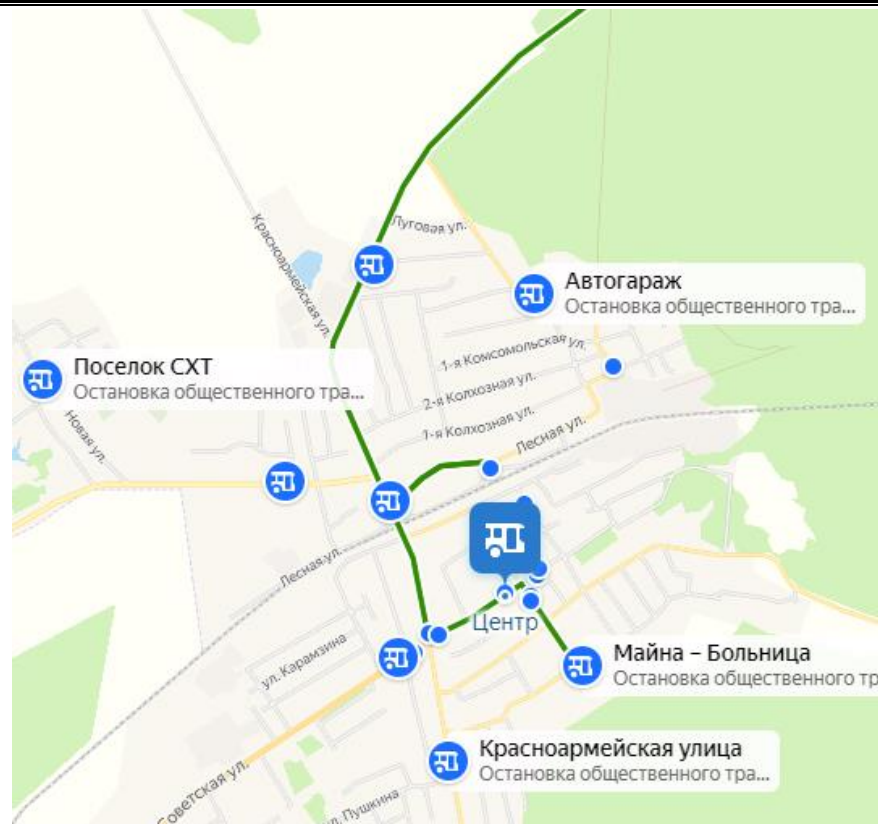 Луговая ул.
Красноармейская ул.
Автогараж
Остановка общественного тра...
1-я Комсомольская ул.
Поселок СХТ
Остановка общественного тра...
2-я Колхозная ул.
1-я Колхозная ул.
Новая ул.
Лесная ул.
Лесная ул.
Центр
ул. Карамзина
Майна – Больница
Остановка общественного тр
Красноармейская улица
Остановка общественного тра...
Советская ул.
ул. Пушкина